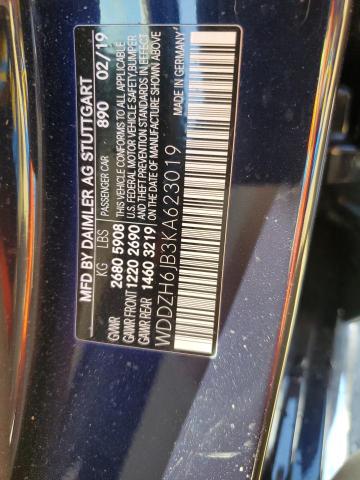 MFD BY DAIMLER AG STUTTGART
KG LBS PASSENGER CAR 890 02/19
GVWR 2680 5908 THIS VEHICLE CONFORMS TO ALL APPLICABLE
GAWR FRONT 1220 2690 U.S. FEDERAL MOTOR VEHICLE SAFETY, BUMPER
GAWR REAR 1460 3219 AND THEFT PREVENTION STANDARDS IN EFFECT
ON THE DATE OF MANUFACTURE SHOWN ABOVE
WDDZH6JB3KA623019
MADE IN GERMANY